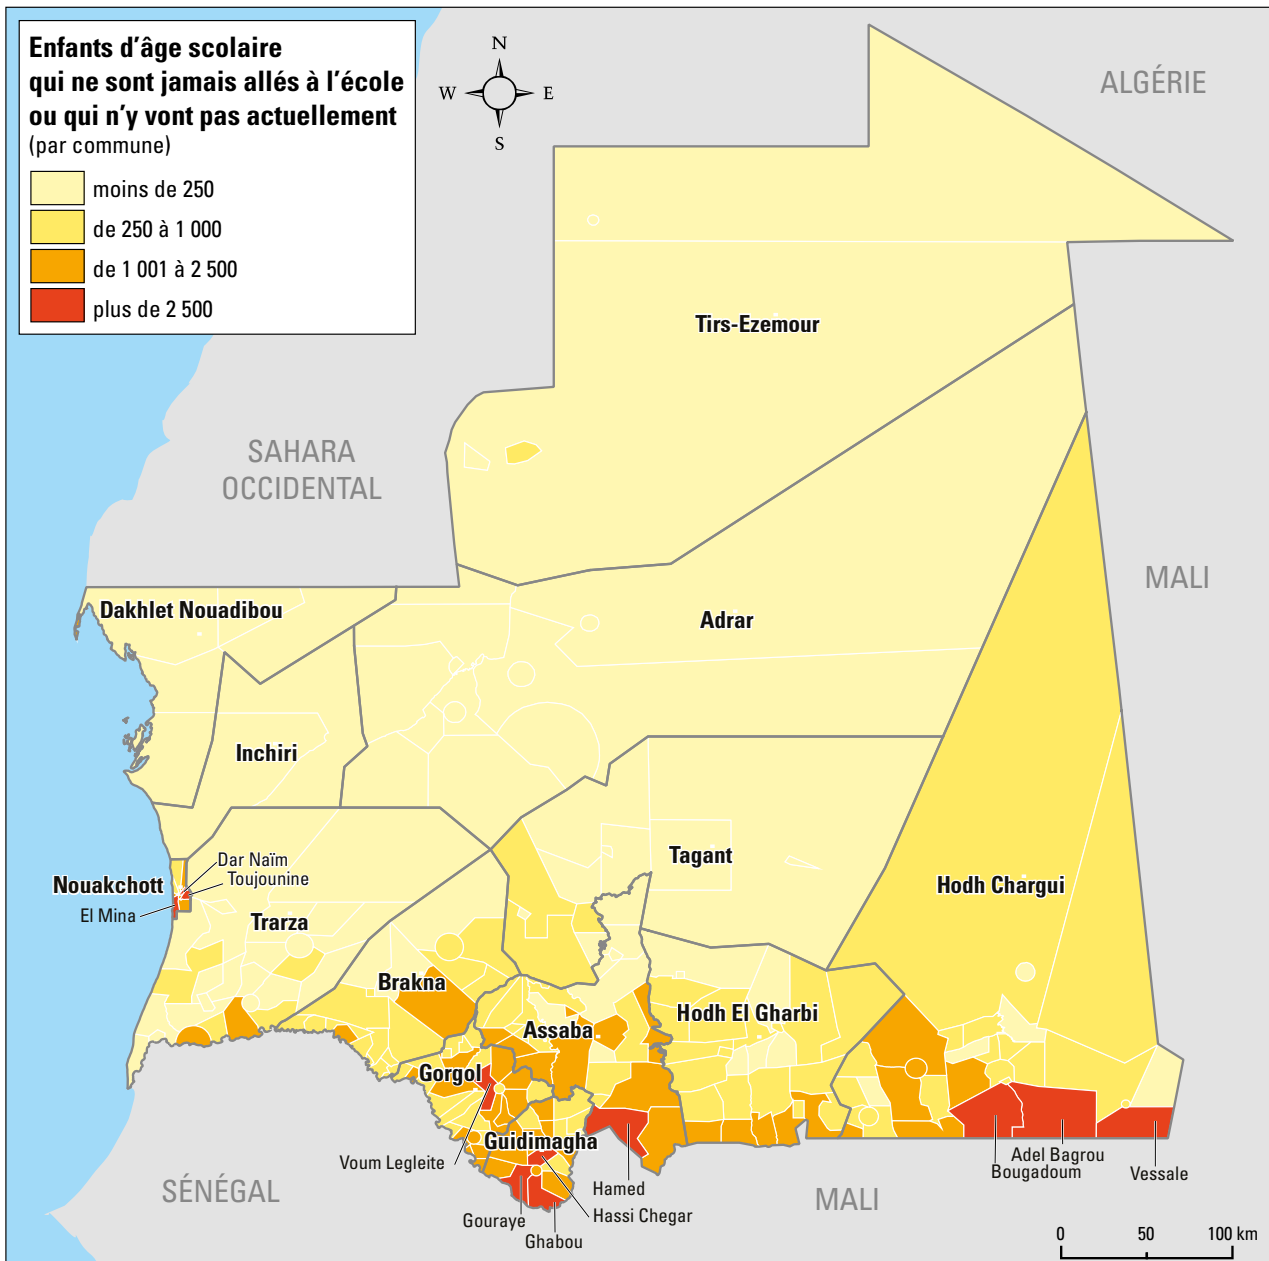 Enfants d'âge scolaire
qui ne sont jamais allés à l'école
ou qui n'y vont pas actuellement
(par commune)
moins de 250
de 250 à 1 000
de 1 001 à 2 500
plus de 2 500
N
W
E
S
ALGÉRIE
Tirs-Ezemour
SAHARA
OCCIDENTAL
MALI
Dakhlet Nouadibou
Adrar
Inchiri
Tagant
Hodh Chargui
Dar Naïm
Toujounine
Nouakchott
El Mina
Trarza
Brakna
Assaba
Hodh El Gharbi
Gorgol
Guidimagha
Voum Legleite
Adel Bagrou
Bougadoum
Vessale
SÉNÉGAL
Hamed
MALI
Hassi Chegar
Gouraye
Ghabou
0
50
100 km